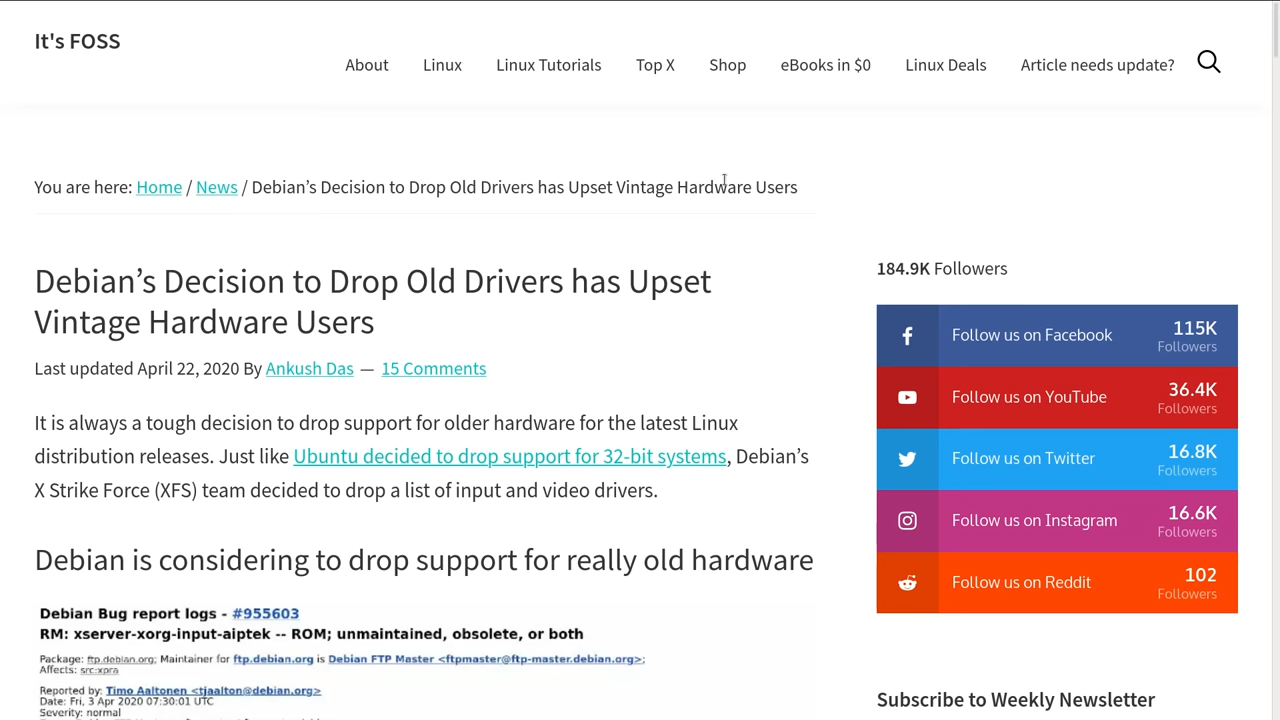 It's FOSS
About
Linux
Linux Tutorials
Top X
Shop
eBooks in $0
Linux Deals
Article needs update?
You are here: Home / News / Debian’s Decision to Drop Old Drivers has Upset Vintage Hardware Users
Debian’s Decision to Drop Old Drivers has Upset
Vintage Hardware Users
Last updated April 22, 2020 By Ankush Das — 15 Comments
It is always a tough decision to drop support for older hardware for the latest Linux
distribution releases. Just like Ubuntu decided to drop support for 32-bit systems, Debian’s
X Strike Force (XFS) team decided to drop a list of input and video drivers.
Debian is considering to drop support for really old hardware
Debian Bug report logs - #955603
RM: xserver-xorg-input-aiptek -- ROM; unmaintained, obsolete, or both
Package: ftp.debian.org; Maintainer for ftp.debian.org is Debian FTP Master <ftpmaster@ftp-master.debian.org>;
Affects: src:xpra
Reported by: Timo Aaltonen <tjaalton@debian.org>
Date: Fri, 3 Apr 2020 07:30:01 UTC
Severity: normal
184.9K Followers
Follow us on Facebook
115K
Followers
Follow us on YouTube
36.4K
Followers
Follow us on Twitter
16.8K
Followers
Follow us on Instagram
16.6K
Followers
Follow us on Reddit
102
Followers
Subscribe to Weekly Newsletter